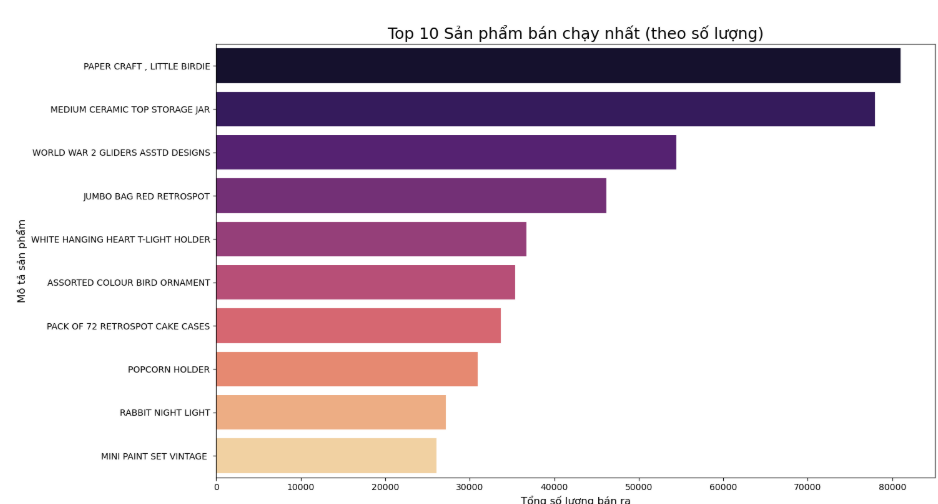 Top 10 Sản phẩm bán chạy nhất (theo số lượng)
Mô tả sản phẩm
PAPER CRAFT , LITTLE BIRDIE
MEDIUM CERAMIC TOP STORAGE JAR
WORLD WAR 2 GLIDERS ASSTD DESIGNS
JUMBO BAG RED RETROSPOT
WHITE HANGING HEART T-LIGHT HOLDER
ASSORTED COLOUR BIRD ORNAMENT
PACK OF 72 RETROSPOT CAKE CASES
POPCORN HOLDER
RABBIT NIGHT LIGHT
MINI PAINT SET VINTAGE
0 10000 20000 30000 40000 50000 60000 70000 80000
Tổng số lượng bán ra